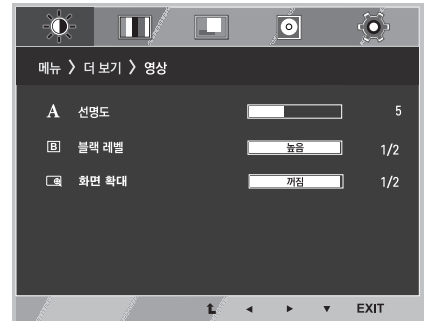 메뉴 > 더 보기 > 영상
A 선명도 5
B 블랙 레벨 높음 1/2
화면 확대 꺼짐 1/2
EXIT